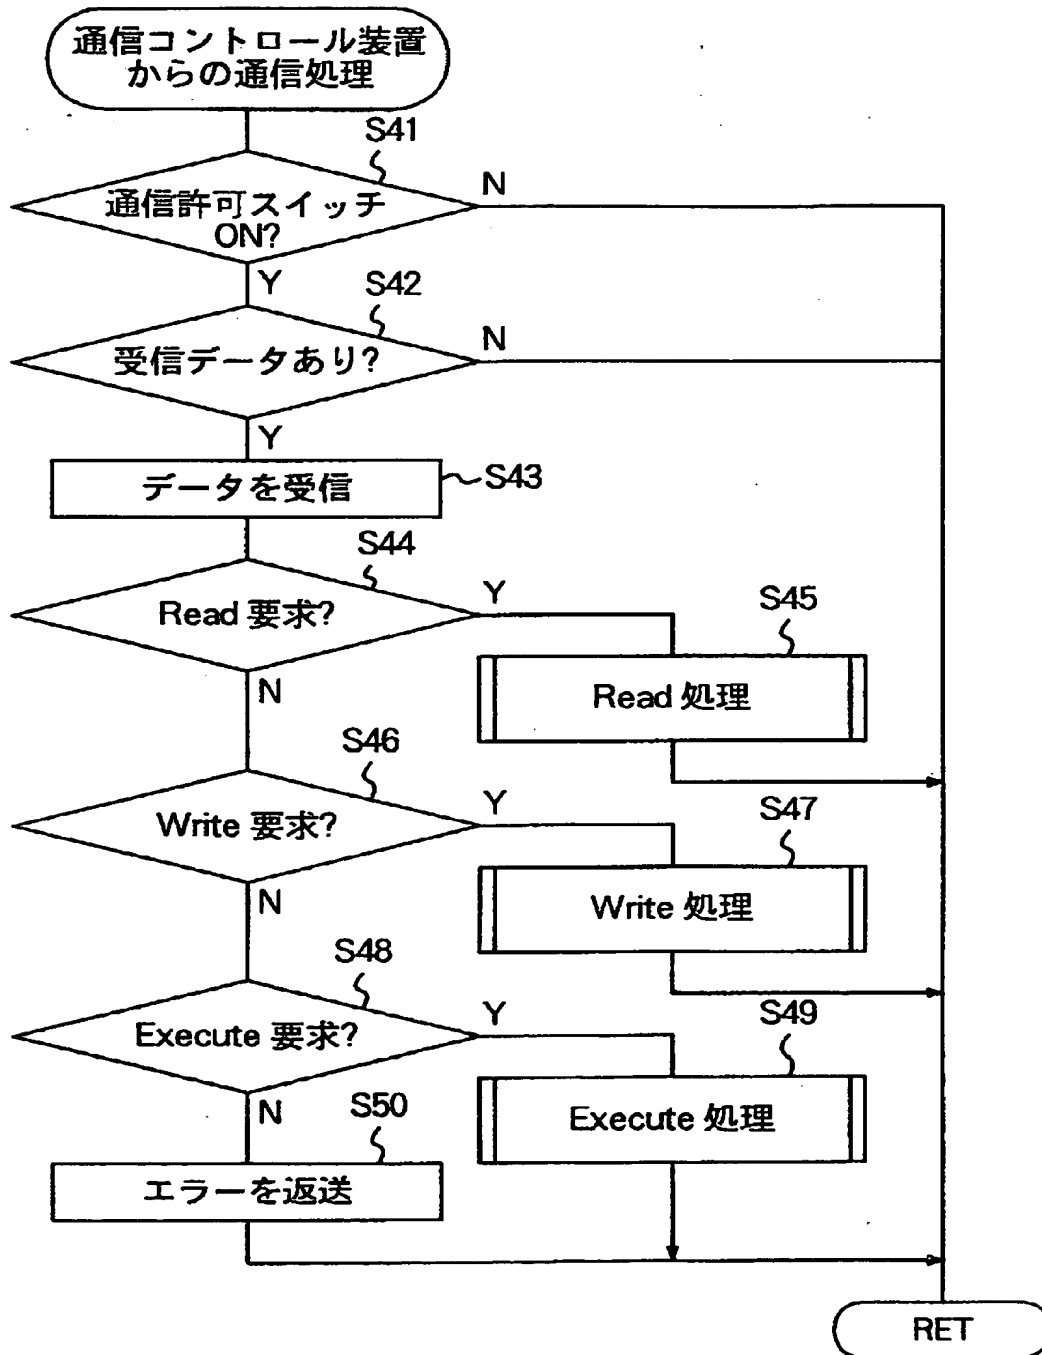 通信コントロール装置
からの通信処理
S41
通信許可スイッチ
ON?
N
Y
S42
受信データあり?
N
Y
データを受信
S43
S44
Read 要求?
Y
N
S45
Read 処理
S46
Write 要求?
Y
N
S47
Write 処理
S48
Execute 要求?
Y
N
S49
Execute 処理
S50
エラーを返送
RET